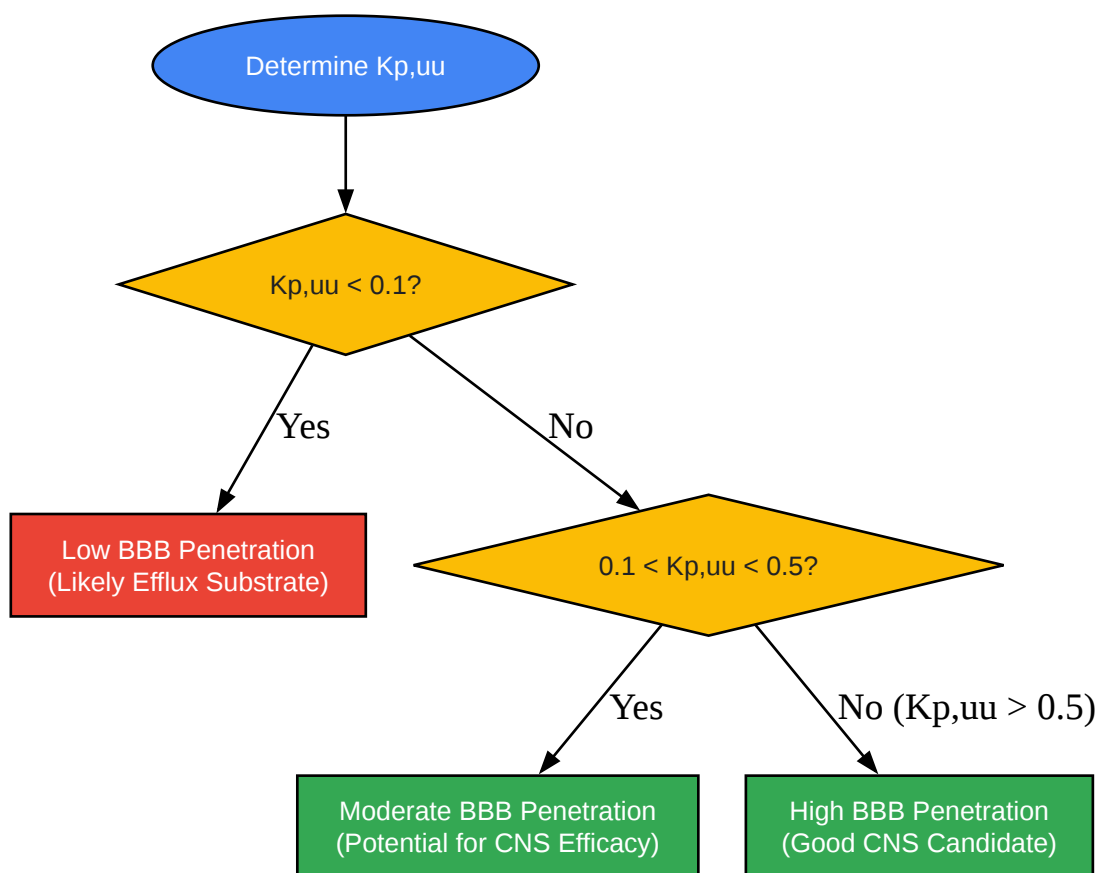 Determine Kp,uu
Kp,uu < 0.1?
Yes
No
Low BBB Penetration
(Likely Efflux Substrate)
0.1 < Kp,uu < 0.5?
Yes
No (Kp,uu > 0.5)
Moderate BBB Penetration
(Potential for CNS Efficacy)
High BBB Penetration
(Good CNS Candidate)